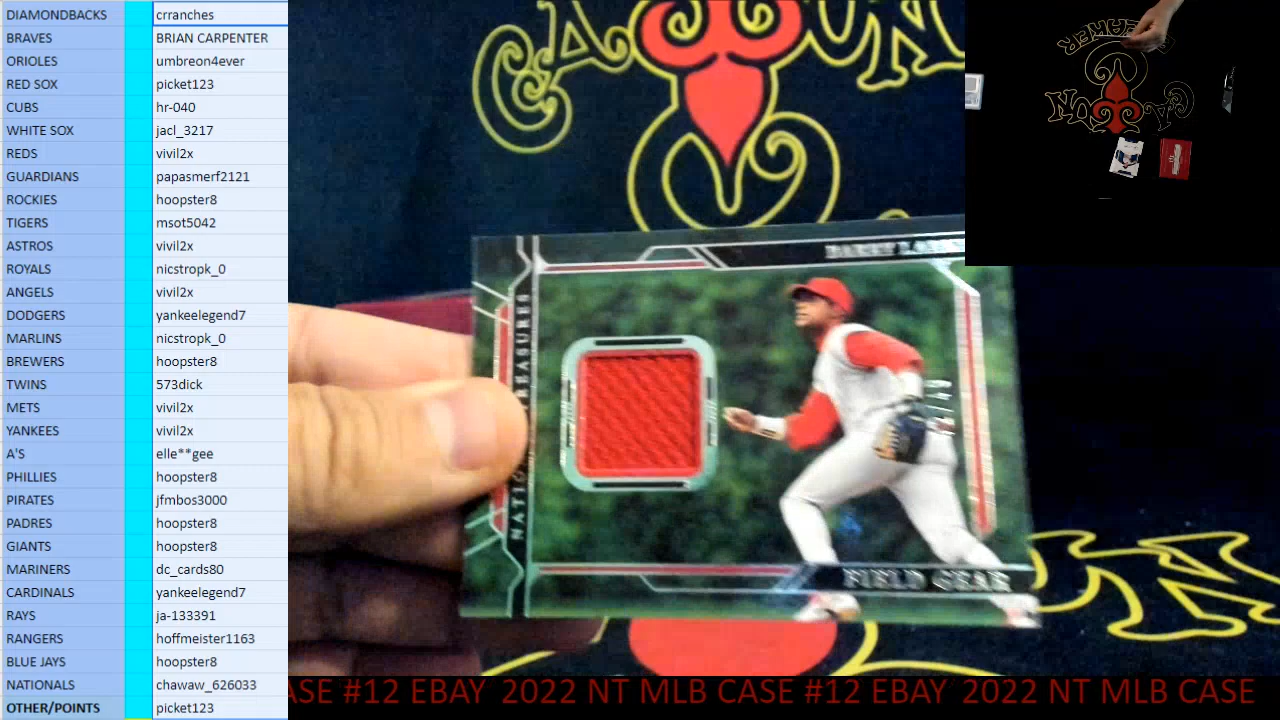 DIAMONDBACKS crranches
BRAVES BRIAN CARPENTER
ORIOLES umbreon4ever
RED SOX picket123
CUBS hr-040
WHITE SOX jacl_3217
REDS vivil2x
GUARDIANS papasmerf2121
ROCKIES hoopster8
TIGERS msot5042
ASTROS vivil2x
ROYALS nicstropk_0
ANGELS vivil2x
DODGERS yankeelegend7
MARLINS nicstropk_0
BREWERS hoopster8
TWINS 573dick
METS vivil2x
YANKEES vivil2x
A'S elle**gee
PHILLIES hoopster8
PIRATES jfmbos3000
PADRES hoopster8
GIANTS hoopster8
MARINERS dc_cards80
CARDINALS yankeelegend7
RAYS ja-133391
RANGERS hoffmeister1163
BLUE JAYS hoopster8
NATIONALS chawaw_626033
OTHER/POINTS picket123
BARRY
NATIONAL TREASURES
FIELD GEAR
CASE #12 EBAY 2022 NT MLB CASE #12 EBAY 2022 NT MLB CASE